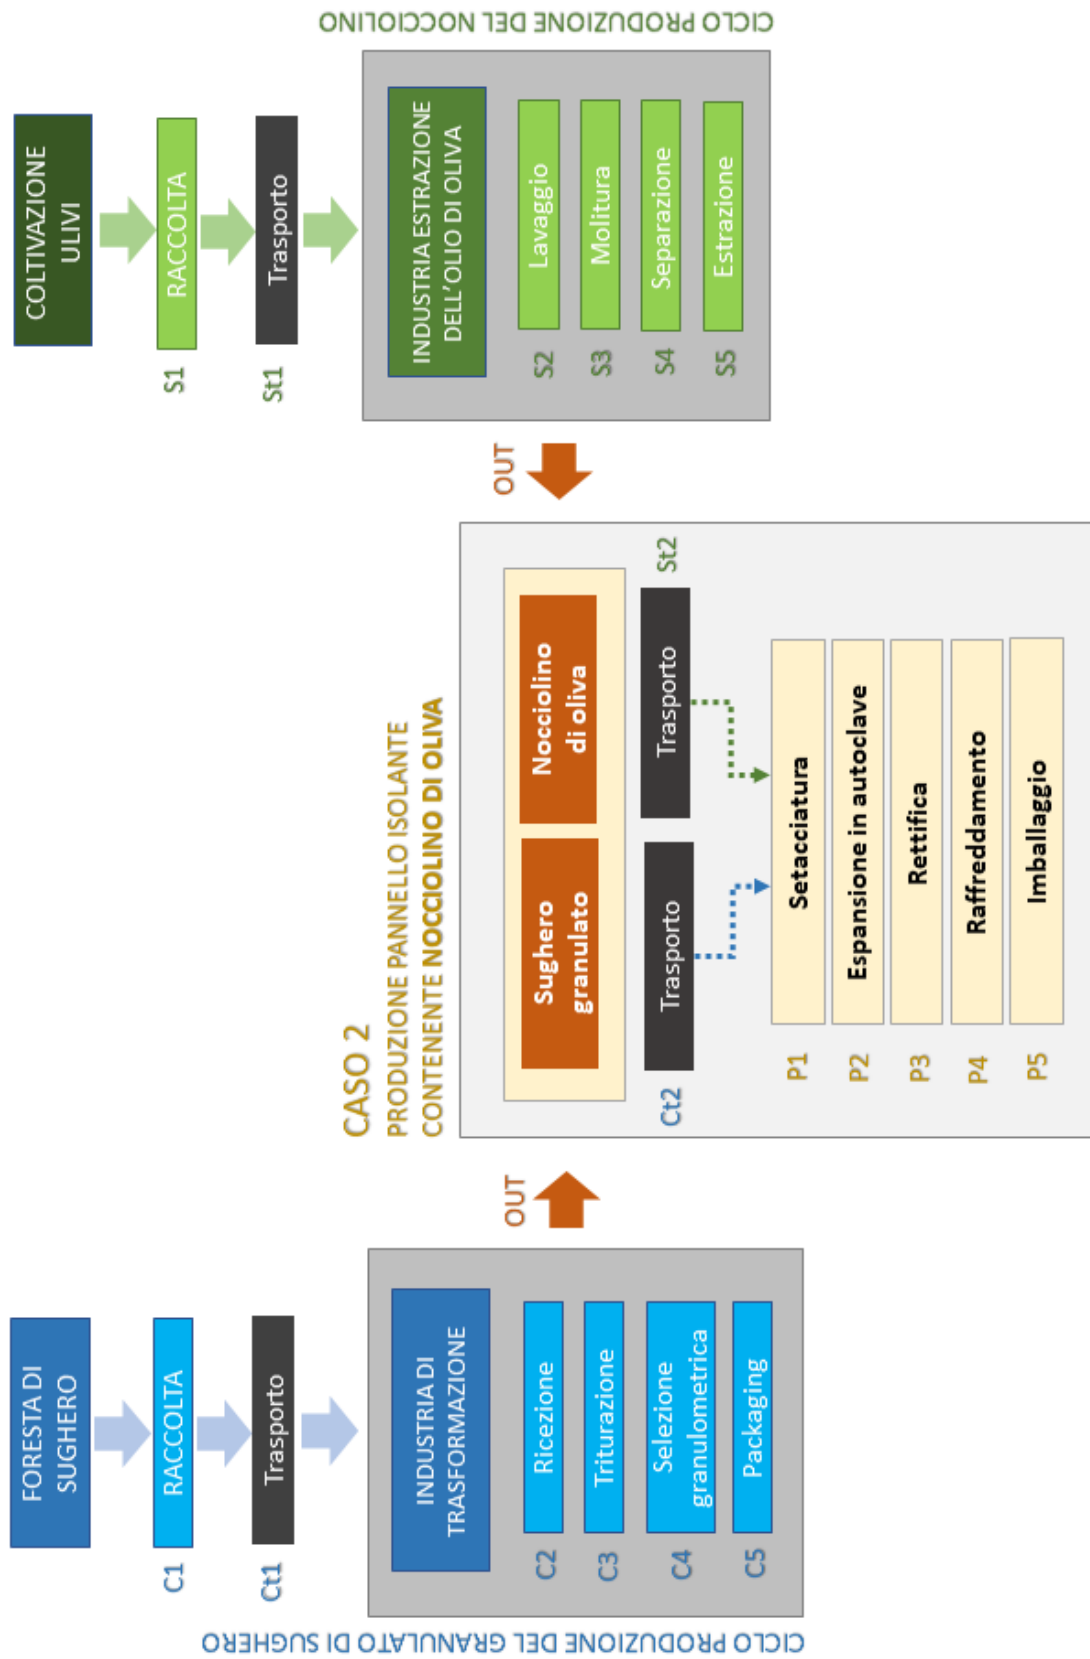 CICLO PRODUZIONE DEL GRANULATO DI SUGHERO
FORESTA DI
SUGHERO
C1
RACCOLTA
Ct1
Trasporto
INDUSTRIA DI
TRASFORMAZIONE
C2
Ricezione
C3
Triturazione
C4
Selezione
granulometrica
C5
Packaging
OUT
CASO 2
PRODUZIONE PANNELLO ISOLANTE
CONTENENTE NOCCIOLINO DI OLIVA
Sughero
granulato
Nocciolino
di oliva
Ct2
Trasporto
Trasporto
St2
P1
Setacciatura
P2
Espansione in autoclave
P3
Rettifica
P4
Raffreddamento
P5
Imballaggio
OUT
COLTIVAZIONE
ULIVI
S1
RACCOLTA
St1
Trasporto
INDUSTRIA ESTRAZIONE
DELL'OLIO DI OLIVA
S2
Lavaggio
S3
Molitura
S4
Separazione
S5
Estrazione
CICLO PRODUZIONE DEL NOCCIOLINO